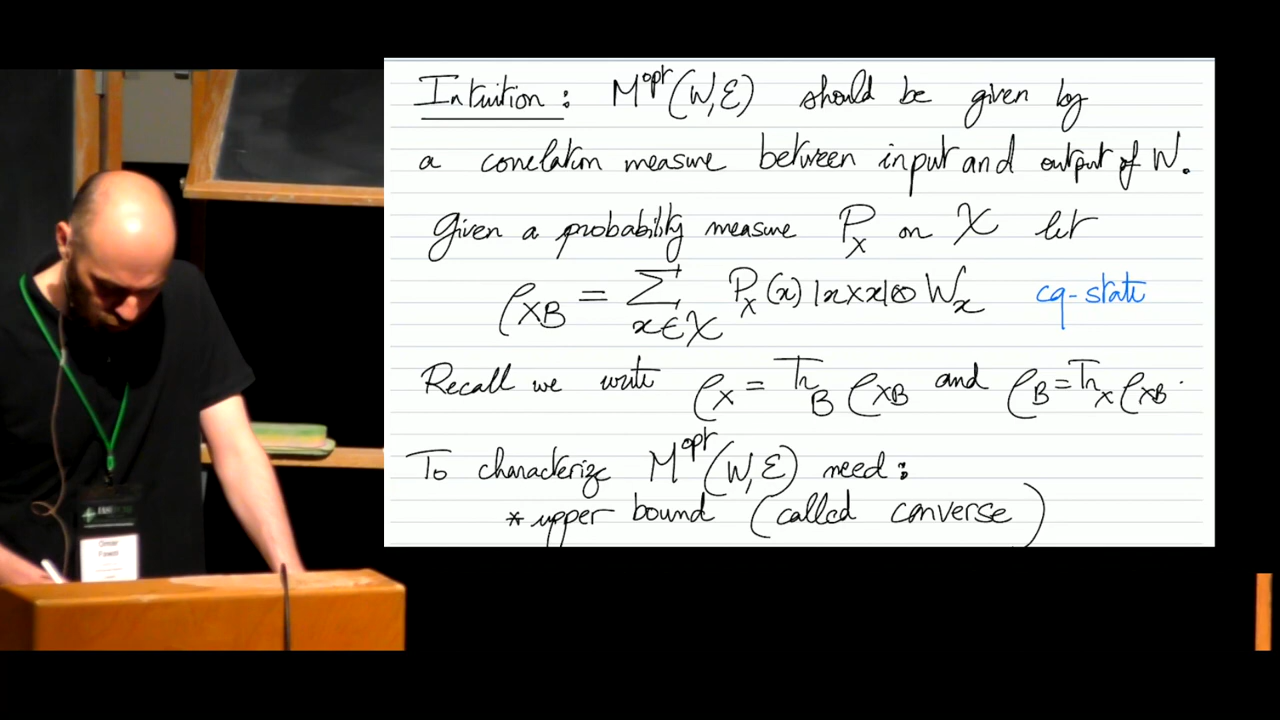 Intuition: M^opt(W,ε) should be given by
a correlation measure between input and output of W.
Given a probability measure P_X on 𝒳 let
ρ_XB = Σ_{x∈𝒳} P_X(x) |x⟩⟨x| ⊗ W_x cq-state
Recall we write ρ_X = Tr_B ρ_XB and ρ_B = Tr_X ρ_XB.
To characterize M^opt(W,ε) need:
* upper bound (called converse)
Omar
Fawzi